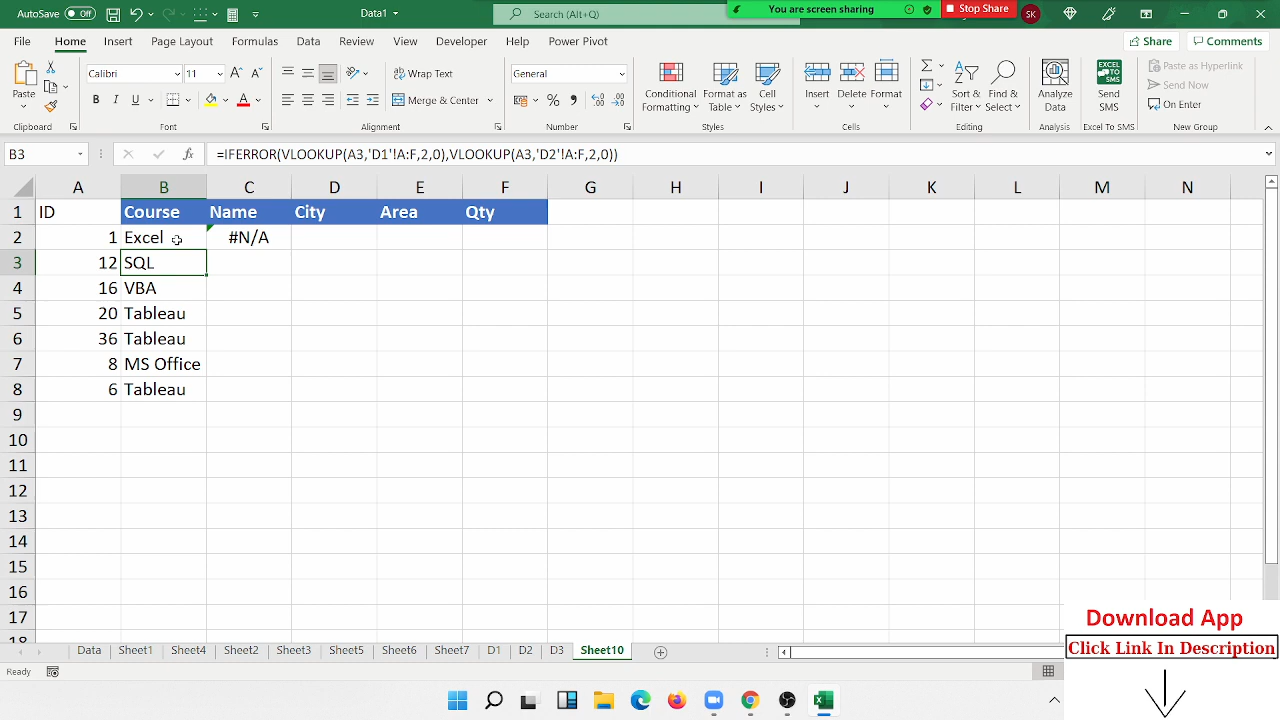 AutoSave Off
Data1
Search (Alt+Q)
You are screen sharing
Stop Share
SK
File Home Insert Page Layout Formulas Data Review View Developer Help Power Pivot
Share Comments
Paste
Calibri 11
B I U
Wrap Text
Merge & Center
General
Conditional Formatting
Format as Table
Cell Styles
Insert Delete Format
Sort & Filter
Find & Select
Analyze Data
EXCEL TO SMS
Send SMS
Paste as Hyperlink
Send Now
On Enter
Clipboard Font Alignment Number Styles Cells Editing Analysis Excel To SMS New Group
B3
fx
=IFERROR(VLOOKUP(A3,'D1'!A:F,2,0),VLOOKUP(A3,'D2'!A:F,2,0))
A B C D E F G H I J K L M N
1 ID Course Name City Area Qty
2 1 Excel #N/A
3 12 SQL
4 16 VBA
5 20 Tableau
6 36 Tableau
7 8 MS Office
8 6 Tableau
9
10
11
12
13
14
15
16
17
18
Data Sheet1 Sheet4 Sheet2 Sheet3 Sheet5 Sheet6 Sheet7 D1 D2 D3 Sheet10
Ready
Download App
Click Link In Description